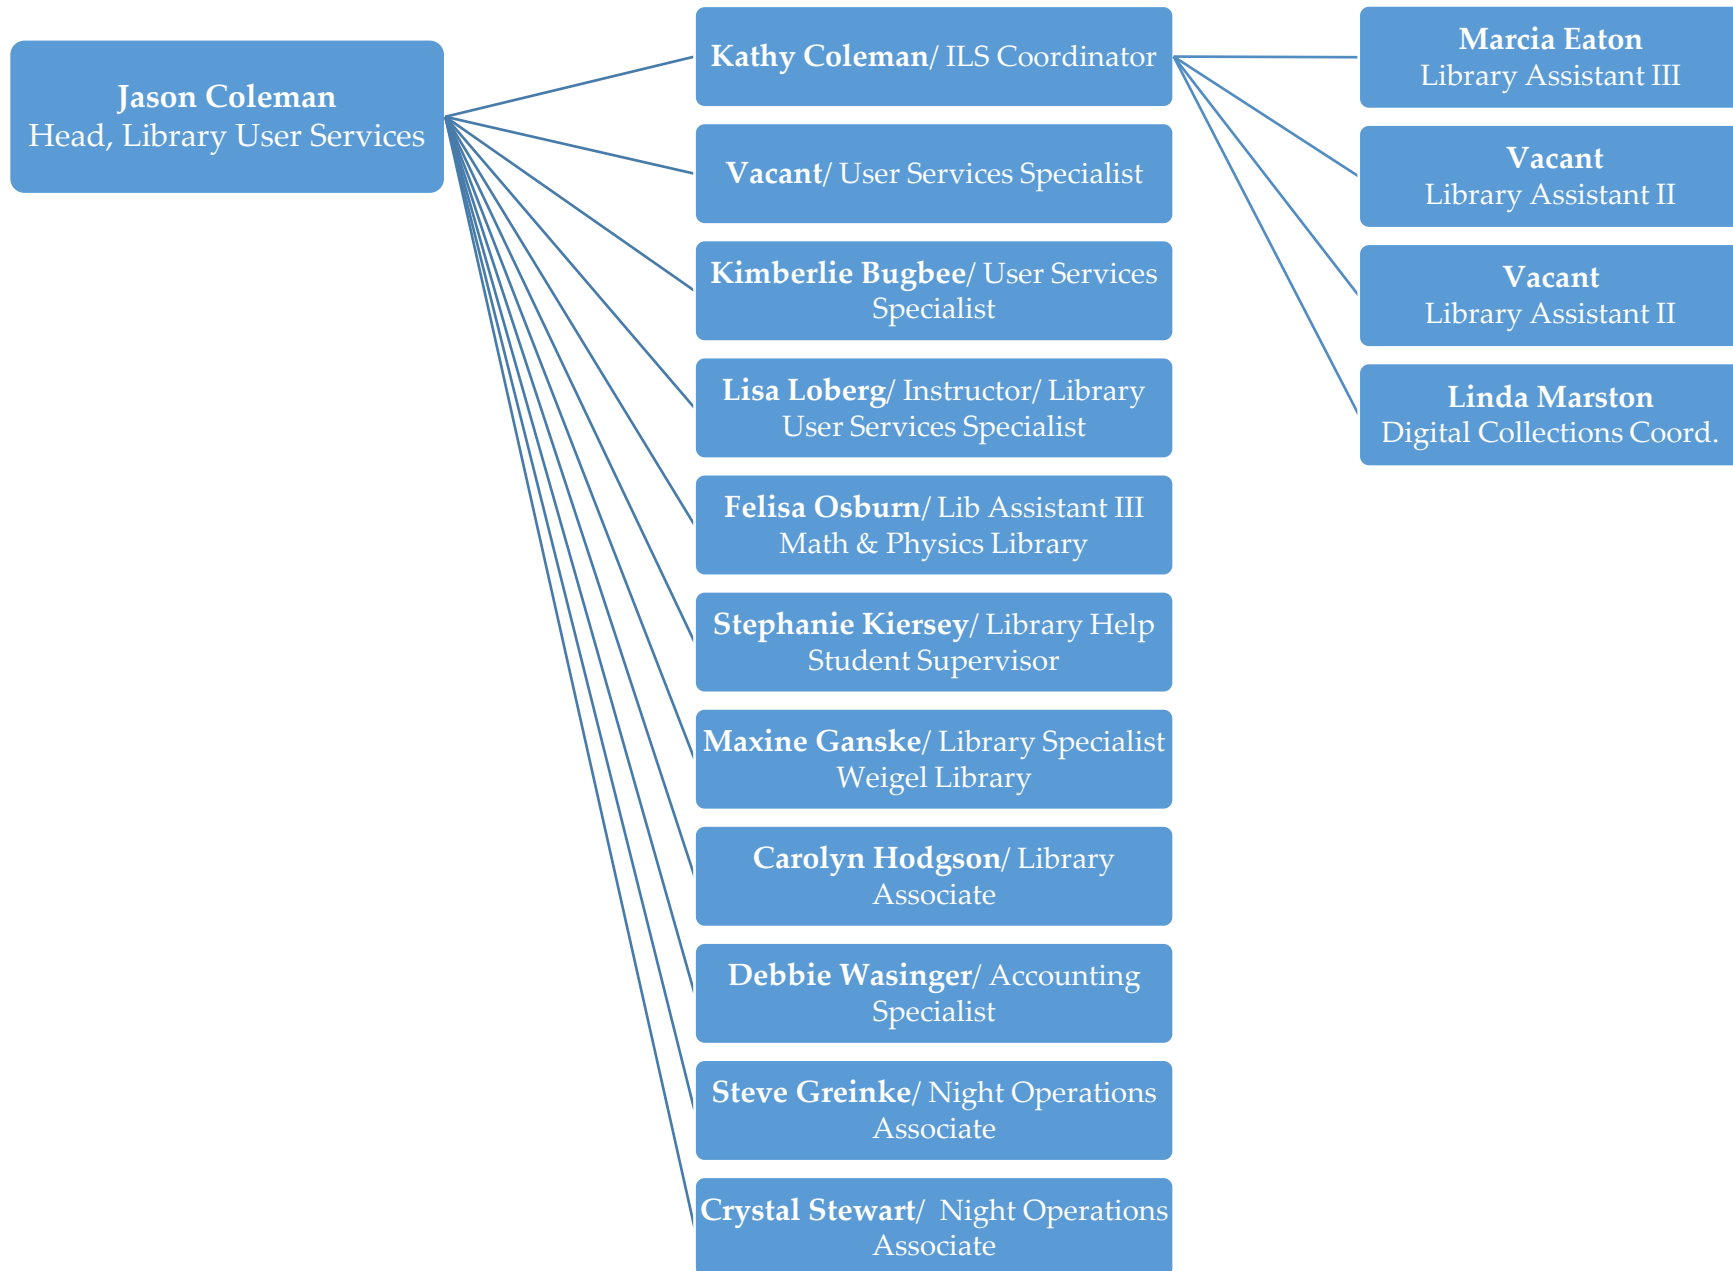 Jason Coleman
Head, Library User Services
Kathy Coleman/ ILS Coordinator
Vacant/ User Services Specialist
Kimberlie Bugbee/ User Services
Specialist
Lisa Loberg/ Instructor/ Library
User Services Specialist
Felisa Osburn/ Lib Assistant III
Math & Physics Library
Stephanie Kiersey/ Library Help
Student Supervisor
Maxine Ganske/ Library Specialist
Weigel Library
Carolyn Hodgson/ Library
Associate
Debbie Wasinger/ Accounting
Specialist
Steve Greinke/ Night Operations
Associate
Crystal Stewart/ Night Operations
Associate
Marcia Eaton
Library Assistant III
Vacant
Library Assistant II
Vacant
Library Assistant II
Linda Marston
Digital Collections Coord.